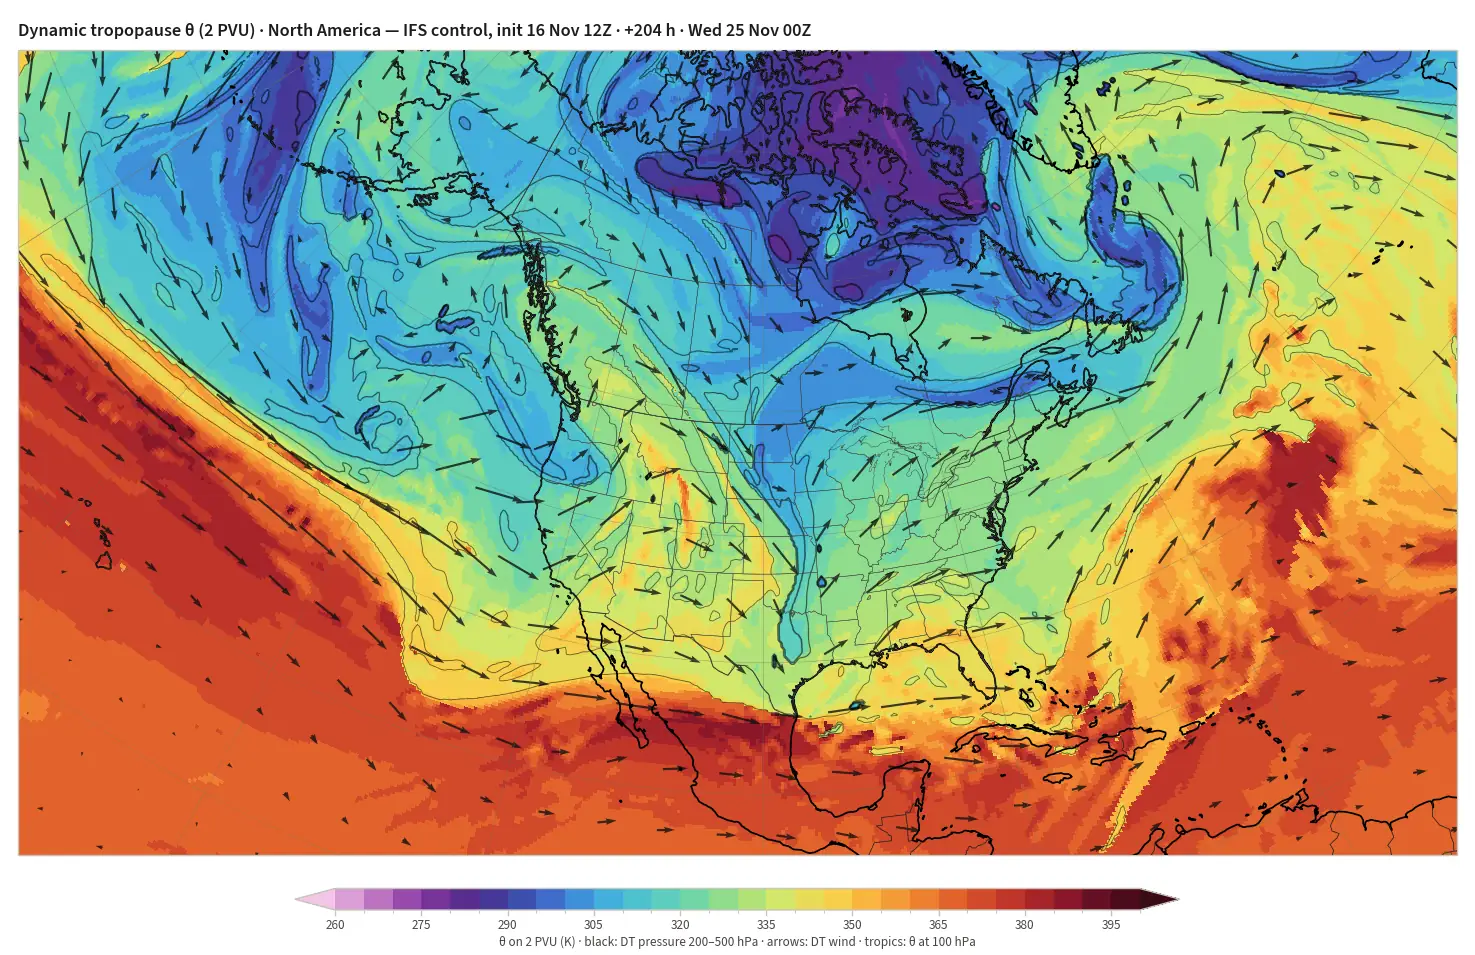 Dynamic tropopause θ (2 PVU) · North America — IFS control, init 16 Nov 12Z · +204 h · Wed 25 Nov 00Z
260 275 290 305 320 335 350 365 380 395
θ on 2 PVU (K) · black: DT pressure 200–500 hPa · arrows: DT wind · tropics: θ at 100 hPa